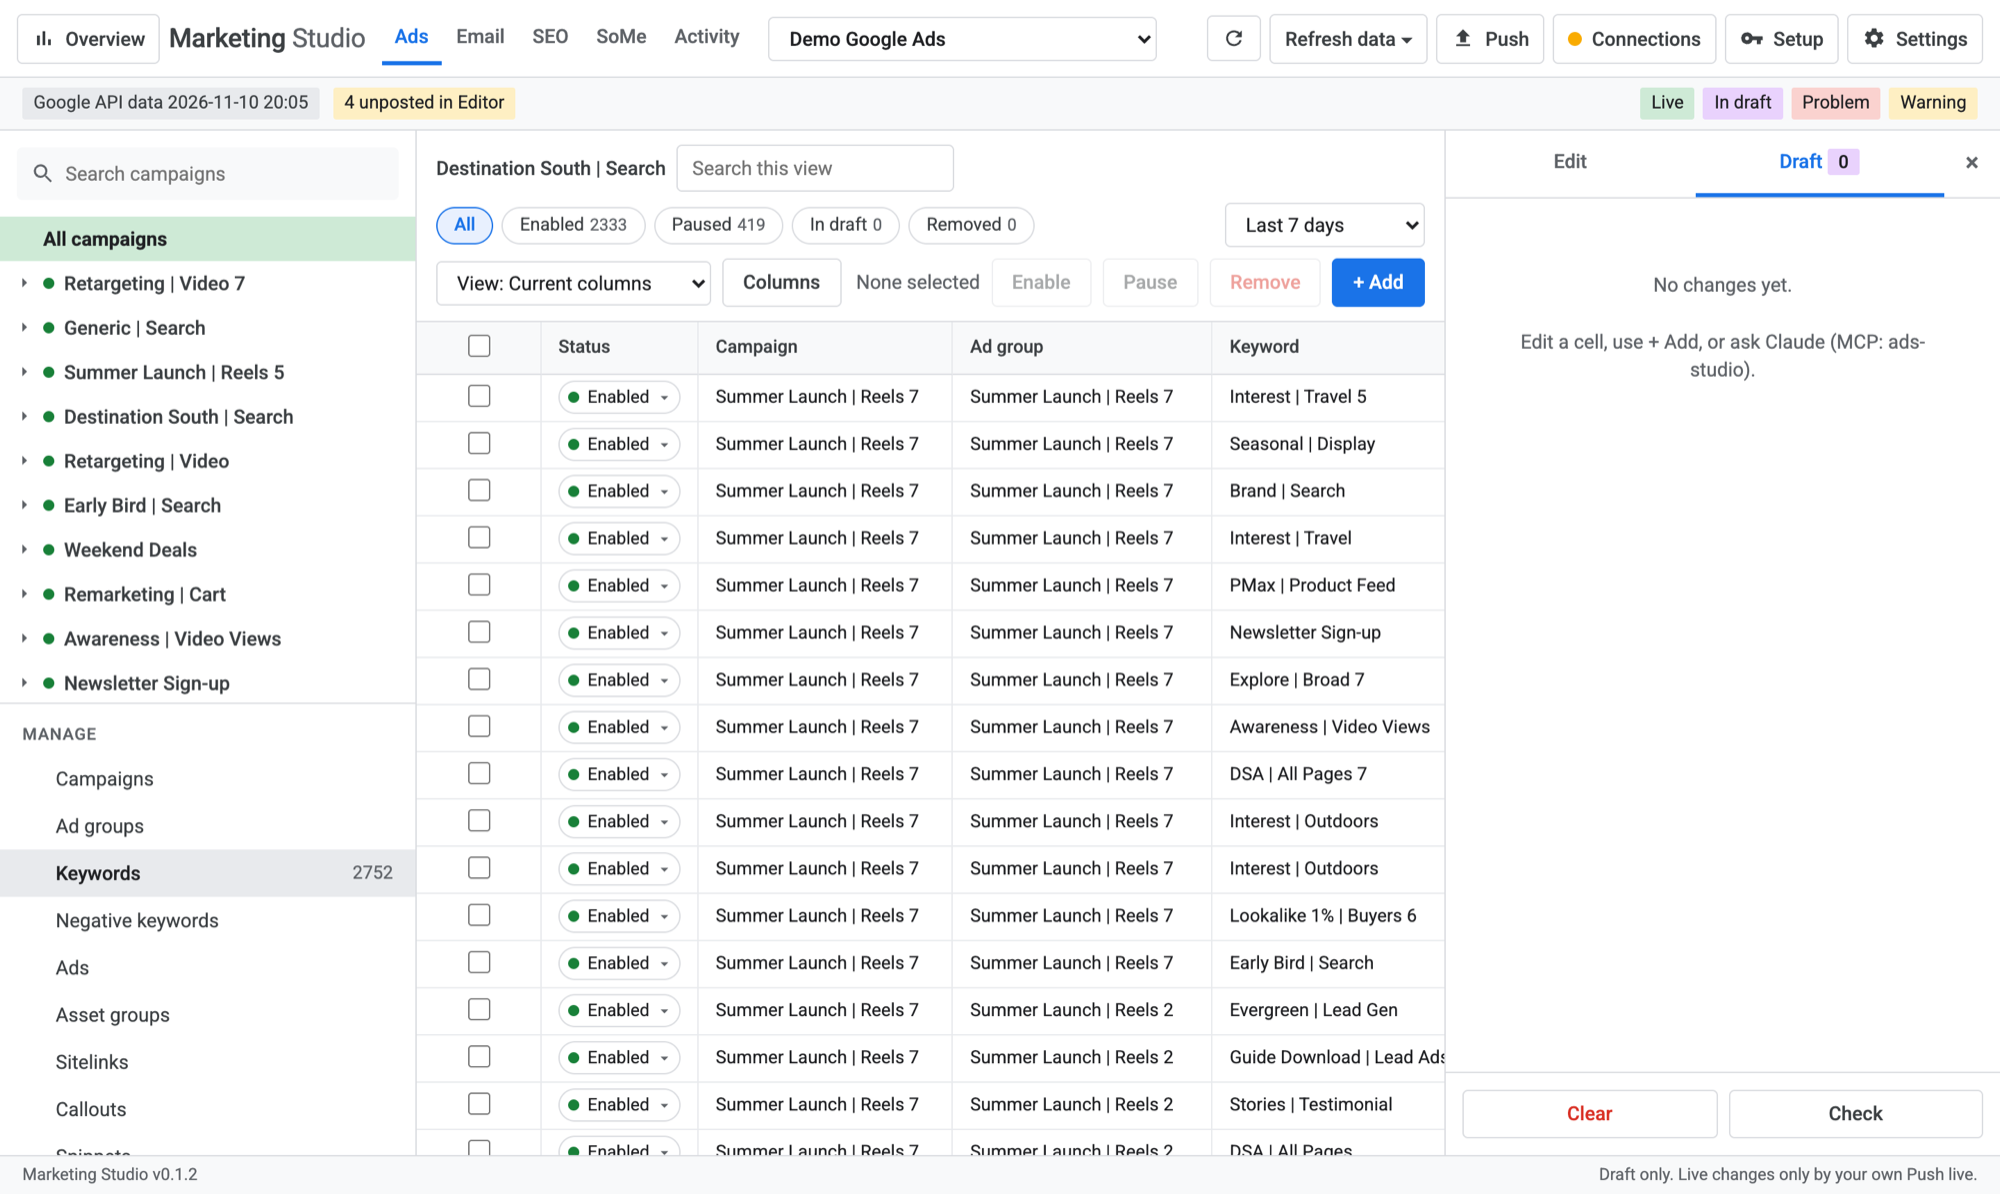 Overview
Marketing Studio
Ads
Email
SEO
SoMe
Activity
Demo Google Ads
Refresh data
Push
Connections
Setup
Settings
Google API data 2026-11-10 20:05
4 unposted in Editor
Live
In draft
Problem
Warning
Search campaigns
All campaigns
Retargeting | Video 7
Generic | Search
Summer Launch | Reels 5
Destination South | Search
Retargeting | Video
Early Bird | Search
Weekend Deals
Remarketing | Cart
Awareness | Video Views
Newsletter Sign-up
MANAGE
Campaigns
Ad groups
Keywords 2752
Negative keywords
Ads
Asset groups
Sitelinks
Callouts
Snippets
Destination South | Search
Search this view
All
Enabled 2333
Paused 419
In draft 0
Removed 0
Last 7 days
View: Current columns
Columns
None selected
Enable
Pause
Remove
+ Add
Status Campaign Ad group Keyword
Enabled Summer Launch | Reels 7 Summer Launch | Reels 7 Interest | Travel 5
Enabled Summer Launch | Reels 7 Summer Launch | Reels 7 Seasonal | Display
Enabled Summer Launch | Reels 7 Summer Launch | Reels 7 Brand | Search
Enabled Summer Launch | Reels 7 Summer Launch | Reels 7 Interest | Travel
Enabled Summer Launch | Reels 7 Summer Launch | Reels 7 PMax | Product Feed
Enabled Summer Launch | Reels 7 Summer Launch | Reels 7 Newsletter Sign-up
Enabled Summer Launch | Reels 7 Summer Launch | Reels 7 Explore | Broad 7
Enabled Summer Launch | Reels 7 Summer Launch | Reels 7 Awareness | Video Views
Enabled Summer Launch | Reels 7 Summer Launch | Reels 7 DSA | All Pages 7
Enabled Summer Launch | Reels 7 Summer Launch | Reels 7 Interest | Outdoors
Enabled Summer Launch | Reels 7 Summer Launch | Reels 7 Interest | Outdoors
Enabled Summer Launch | Reels 7 Summer Launch | Reels 7 Lookalike 1% | Buyers 6
Enabled Summer Launch | Reels 7 Summer Launch | Reels 7 Early Bird | Search
Enabled Summer Launch | Reels 7 Summer Launch | Reels 2 Evergreen | Lead Gen
Enabled Summer Launch | Reels 7 Summer Launch | Reels 2 Guide Download | Lead Ads
Enabled Summer Launch | Reels 7 Summer Launch | Reels 2 Stories | Testimonial
Enabled Summer Launch | Reels 7 Summer Launch | Reels 2 DSA | All Pages
Edit
Draft 0
No changes yet.
Edit a cell, use + Add, or ask Claude (MCP: ads-
studio).
Clear
Check
Marketing Studio v0.1.2
Draft only. Live changes only by your own Push live.